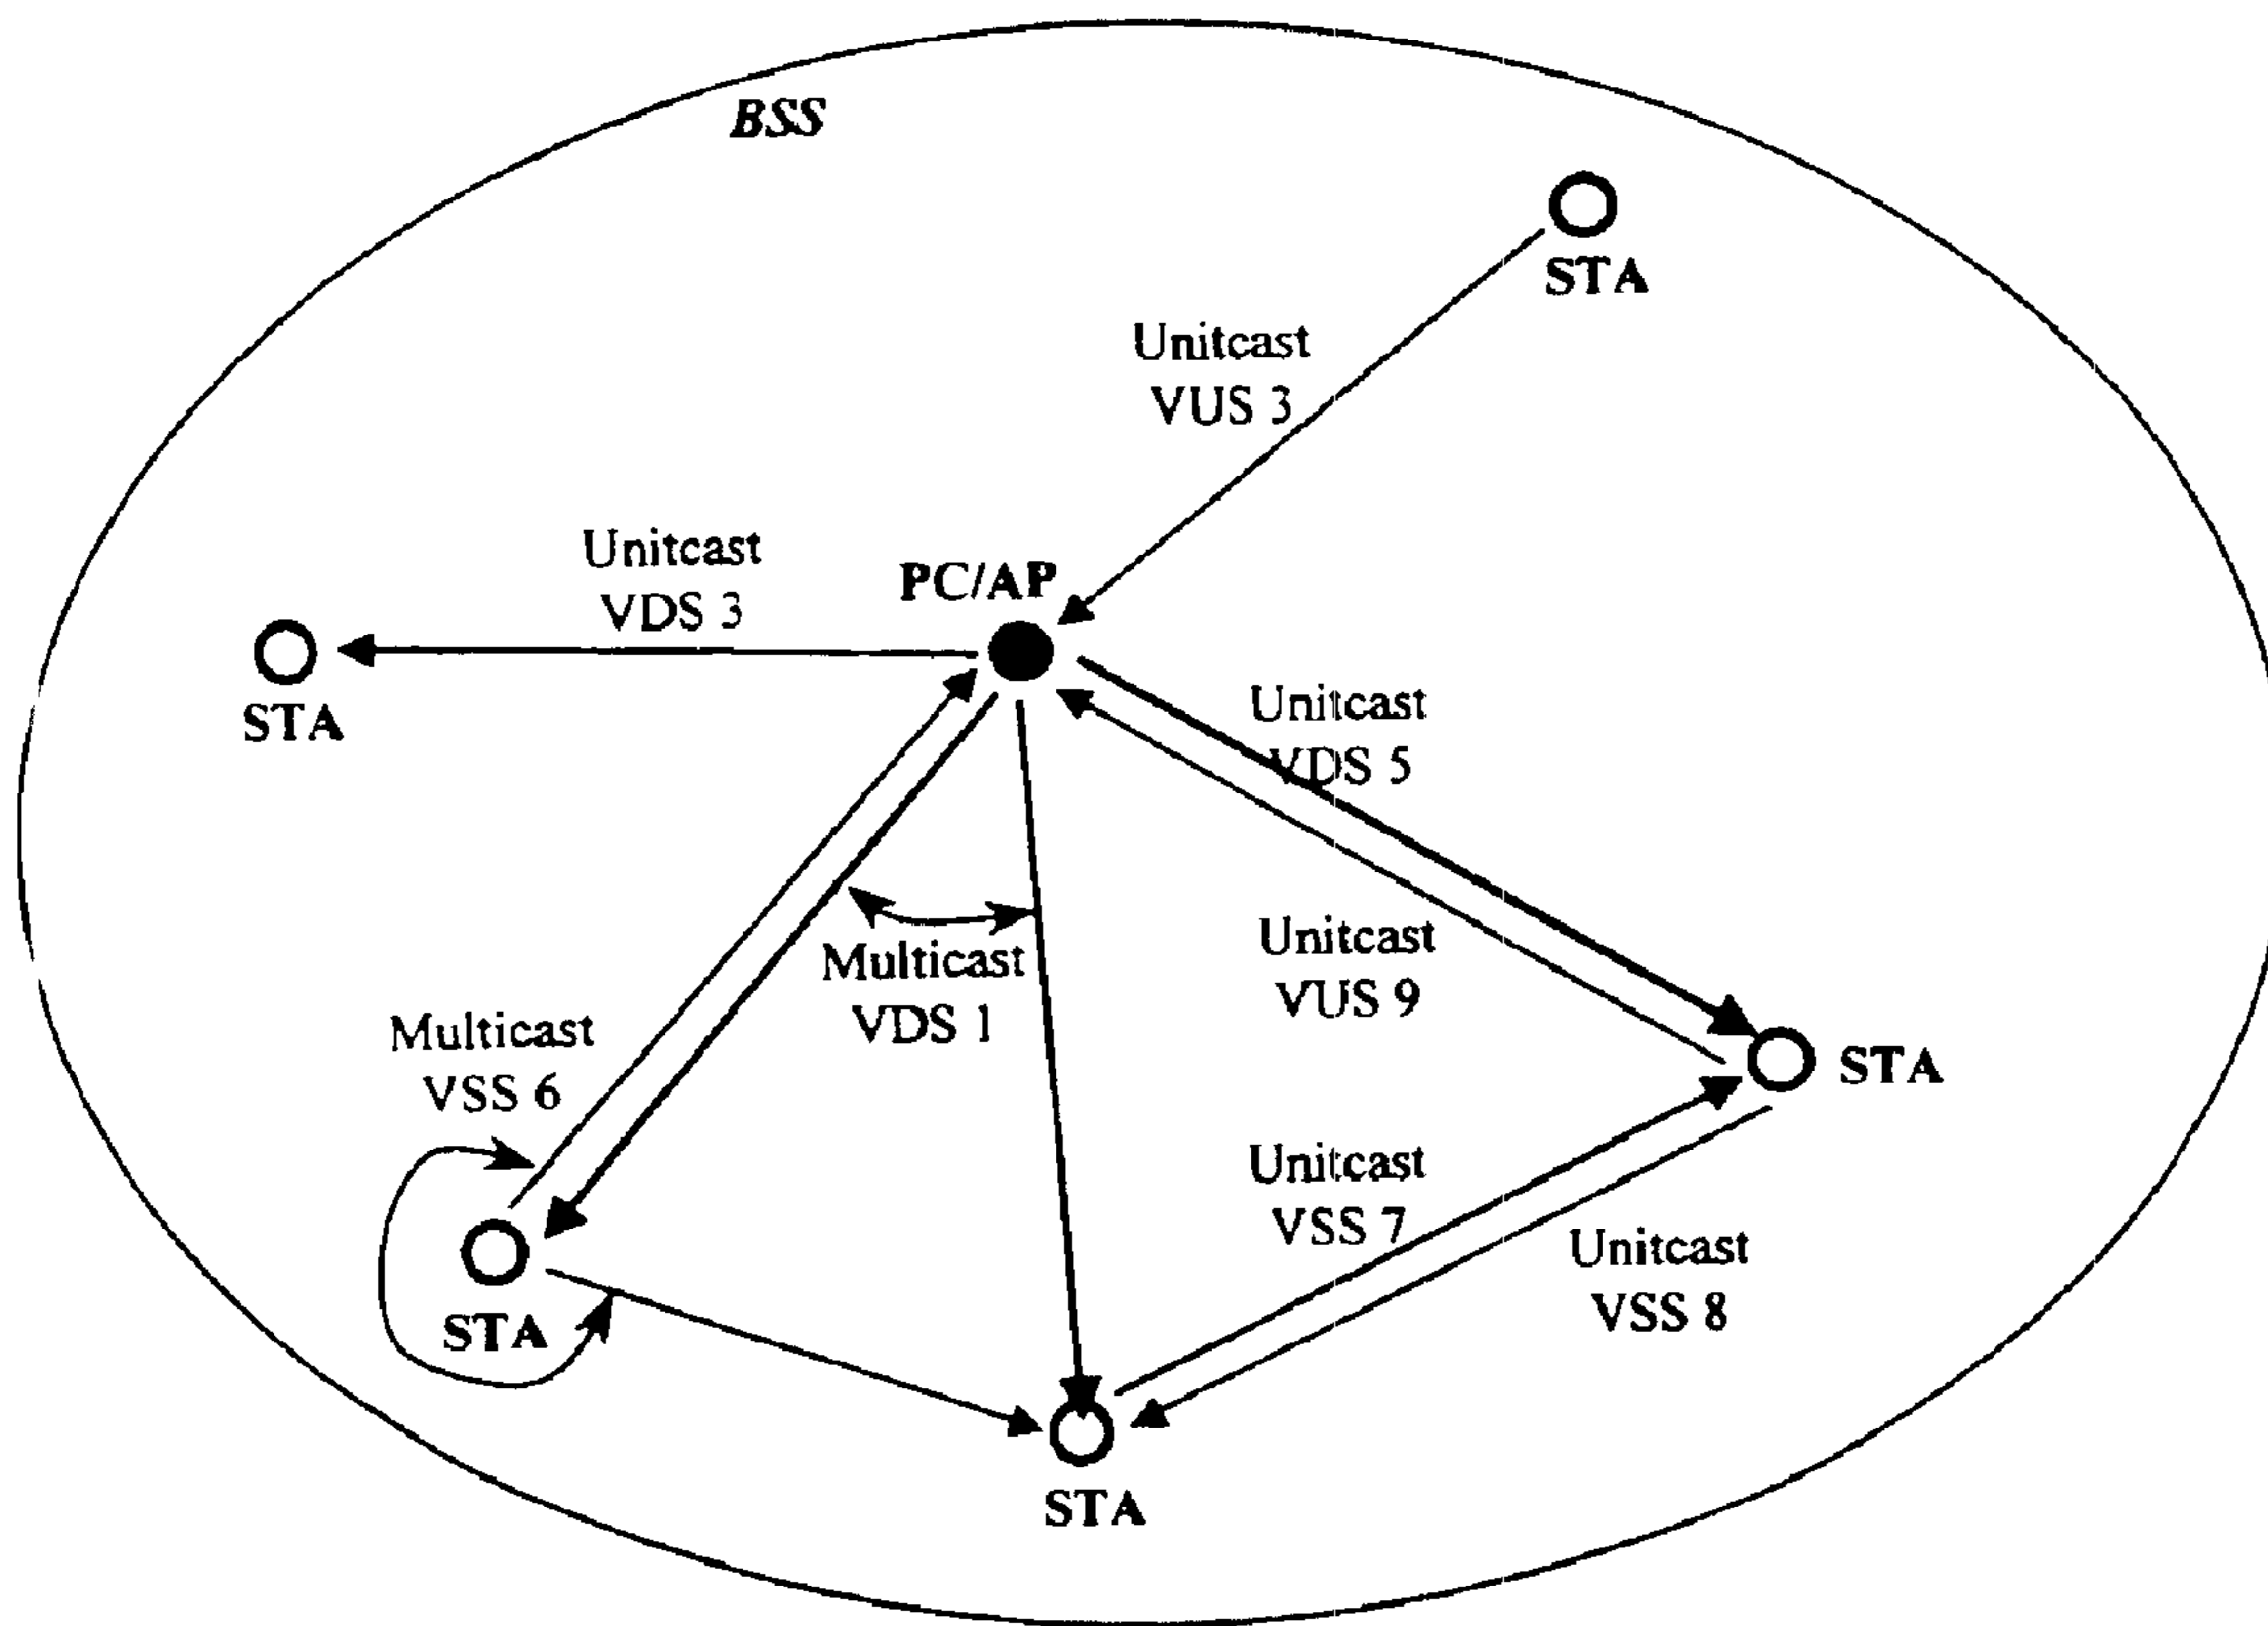 BSS
STA
Unitcast
VUS 3
Unitcast
VDS 3
PC/AP
STA
Unitcast
VDS 5
Multicast
VDS 1
Unitcast
VUS 9
Multicast
VSS 6
STA
Unitcast
VSS 7
STA
Unitcast
VSS 8
STA